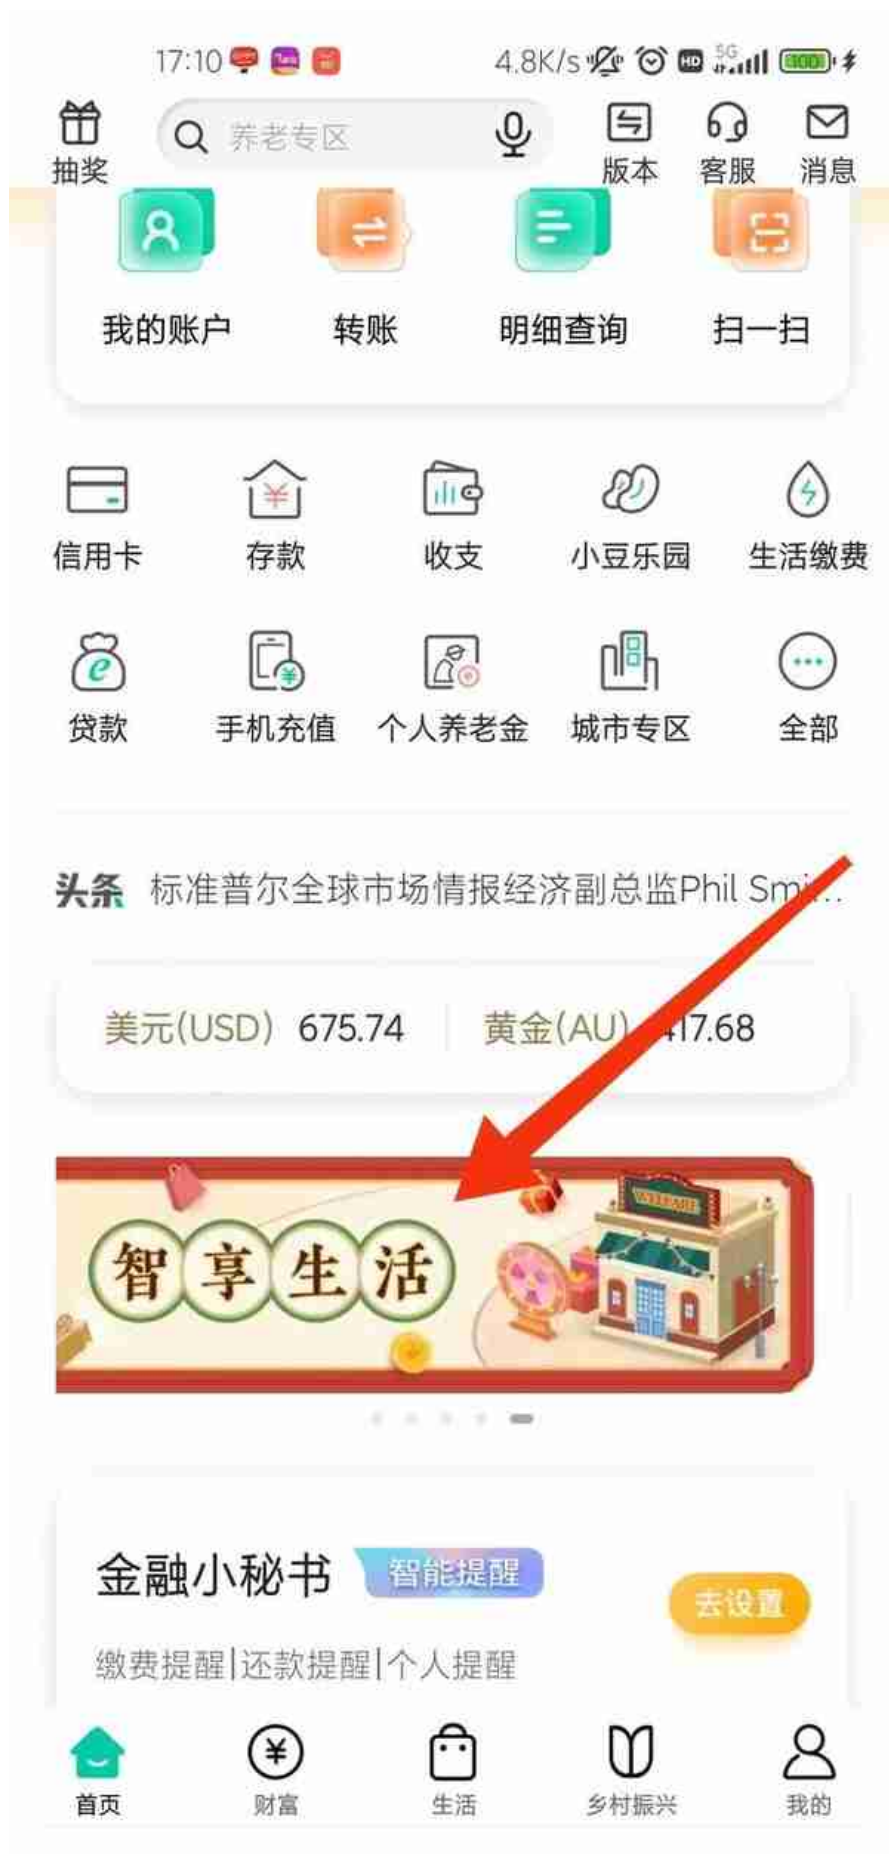 17:10 4.8K/s HD 5G 100
养老专区
抽奖 版本 客服 消息
我的账户 转账 明细查询 扫一扫
信用卡 存款 收支 小豆乐园 生活缴费
贷款 手机充值 个人养老金 城市专区 全部
头条 标准普尔全球市场情报经济副总监Phil Smi...
美元(USD) 675.74 黄金(AU) 417.68
WELFARE
智享生活
金融小秘书 智能提醒
去设置
缴费提醒|还款提醒|个人提醒
首页 财富 生活 乡村振兴 我的